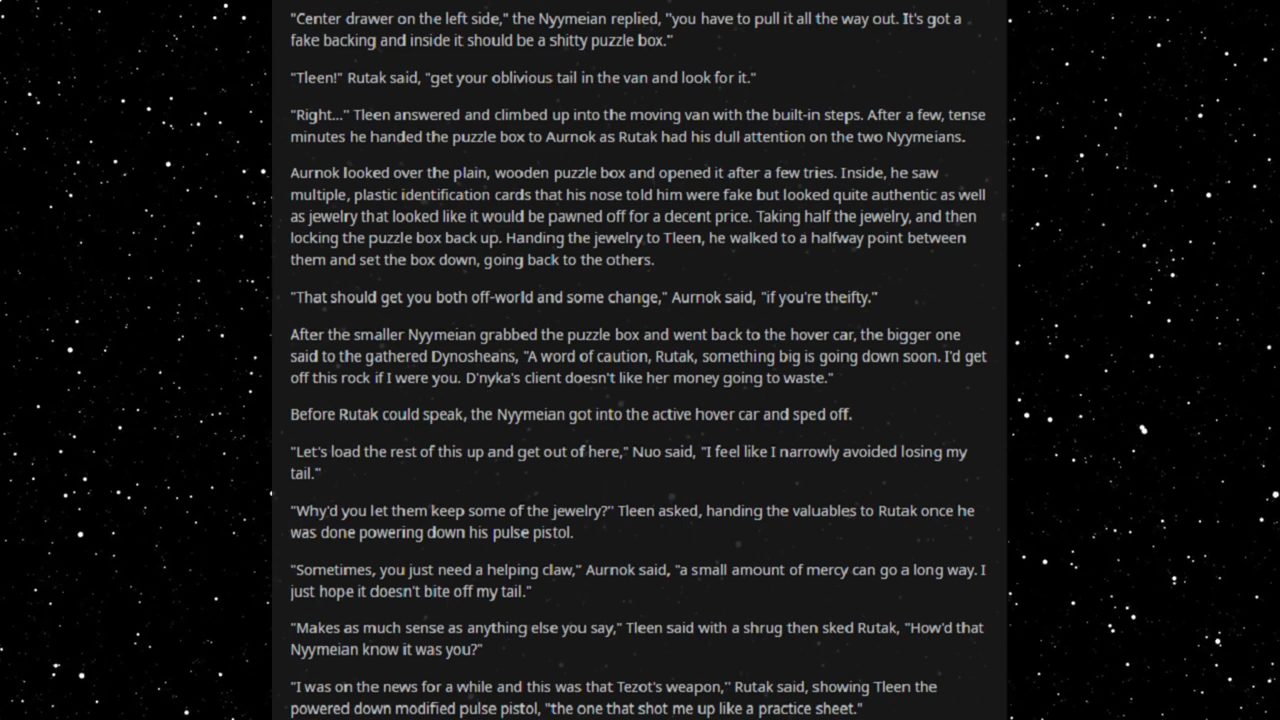 "Center drawer on the left side," the Nyymeian replied, "you have to pull it all the way out. It's got a
fake backing and inside it should be a shitty puzzle box."
"Tleen!" Rutak said, "get your oblivious tail in the van and look for it."
"Right..." Tleen answered and climbed up into the moving van with the built-in steps. After a few, tense
minutes he handed the puzzle box to Aurnok as Rutak had his dull attention on the two Nyymeians.
Aurnok looked over the plain, wooden puzzle box and opened it after a few tries. Inside, he saw
multiple, plastic identification cards that his nose told him were fake but looked quite authentic as well
as jewelry that looked like it would be pawned off for a decent price. Taking half the jewelry, and then
locking the puzzle box back up. Handing the jewelry to Tleen, he walked to a halfway point between
them and set the box down, going back to the others.
"That should get you both off-world and some change," Aurnok said, "if you're theifty."
After the smaller Nyymeian grabbed the puzzle box and went back to the hover car, the bigger one
said to the gathered Dynosheans, "A word of caution, Rutak, something big is going down soon. I'd get
off this rock if I were you. D'nyka's client doesn't like her money going to waste."
Before Rutak could speak, the Nyymeian got into the active hover car and sped off.
"Let's load the rest of this up and get out of here," Nuo said, "I feel like I narrowly avoided losing my
tail."
"Why'd you let them keep some of the jewelry?" Tleen asked, handing the valuables to Rutak once he
was done powering down his pulse pistol.
"Sometimes, you just need a helping claw," Aurnok said, "a small amount of mercy can go a long way. I
just hope it doesn't bite off my tail."
"Makes as much sense as anything else you say," Tleen said with a shrug then sked Rutak, "How'd that
Nyymeian know it was you?"
"I was on the news for a while and this was that Tezot's weapon," Rutak said, showing Tleen the
powered down modified pulse pistol, "the one that shot me up like a practice sheet."